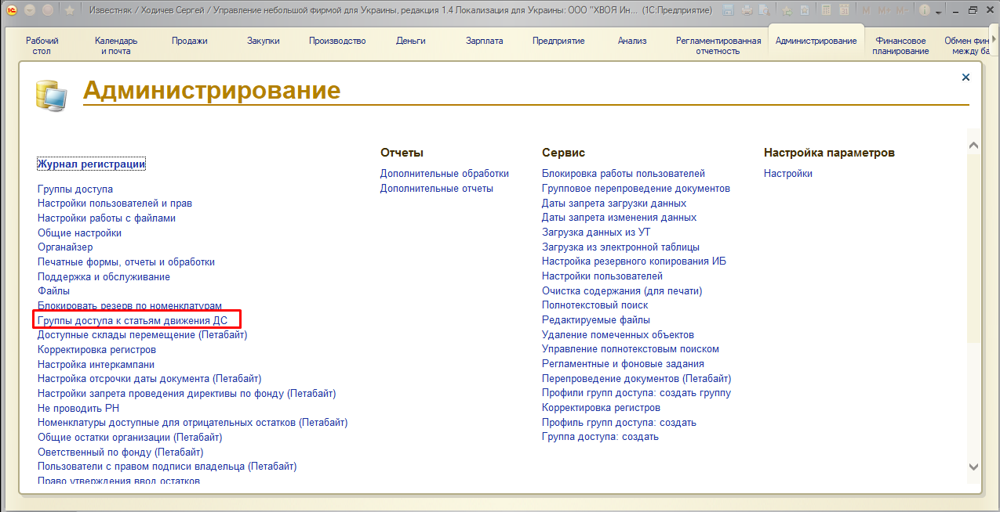 Известняк / Ходичев Сергей / Управление небольшой фирмой для Украины, редакция 1.4 Локализация для Украины: ООО "ХВОЯ Ин... (1С:Предприятие)
M M+ M-
Рабочий стол
Календарь и почта
Продажи
Закупки
Производство
Деньги
Зарплата
Предприятие
Анализ
Регламентированная отчетность
Администрирование
Финансовое планирование
Обмен фин между ба
Администрирование
Журнал регистрации
Группы доступа
Настройки пользователей и прав
Настройки работы с файлами
Общие настройки
Органайзер
Печатные формы, отчеты и обработки
Поддержка и обслуживание
Файлы
Блокировать резерв по номенклатурам
Группы доступа к статьям движения ДС
Доступные склады перемещение (Петабайт)
Корректировка регистров
Настройка интеркампани
Настройка отсрочки даты документа (Петабайт)
Настройки запрета проведения директивы по фонду (Петабайт)
Не проводить РН
Номенклатуры доступные для отрицательных остатков (Петабайт)
Общие остатки организации (Петабайт)
Оветственный по фонду (Петабайт)
Пользователи с правом подписи владельца (Петабайт)
Право утверждения ввод остатков
Отчеты
Дополнительные обработки
Дополнительные отчеты
Сервис
Блокировка работы пользователей
Групповое перепроведение документов
Даты запрета загрузки данных
Даты запрета изменения данных
Загрузка данных из УТ
Загрузка из электронной таблицы
Настройка резервного копирования ИБ
Настройки пользователей
Очистка содержания (для печати)
Полнотекстовый поиск
Редактируемые файлы
Удаление помеченных объектов
Управление полнотекстовым поиском
Регламентные и фоновые задания
Перепроведение документов (Петабайт)
Профили групп доступа: создать группу
Корректировка регистров
Профиль групп доступа: создать
Группа доступа: создать
Настройка параметров
Настройки